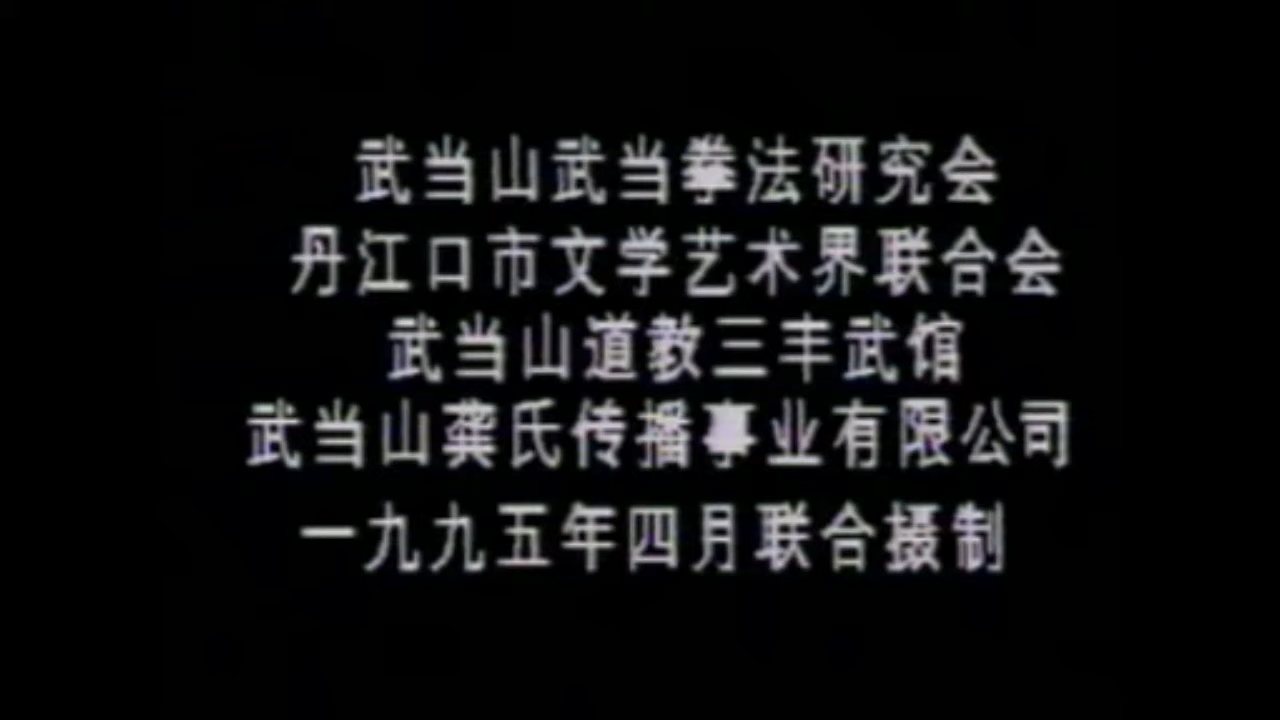 武当山武当拳法研究会
丹江口市文学艺术界联合会
武当山道教三丰武馆
武当山龚氏传播事业有限公司
一九九五年四月联合摄制